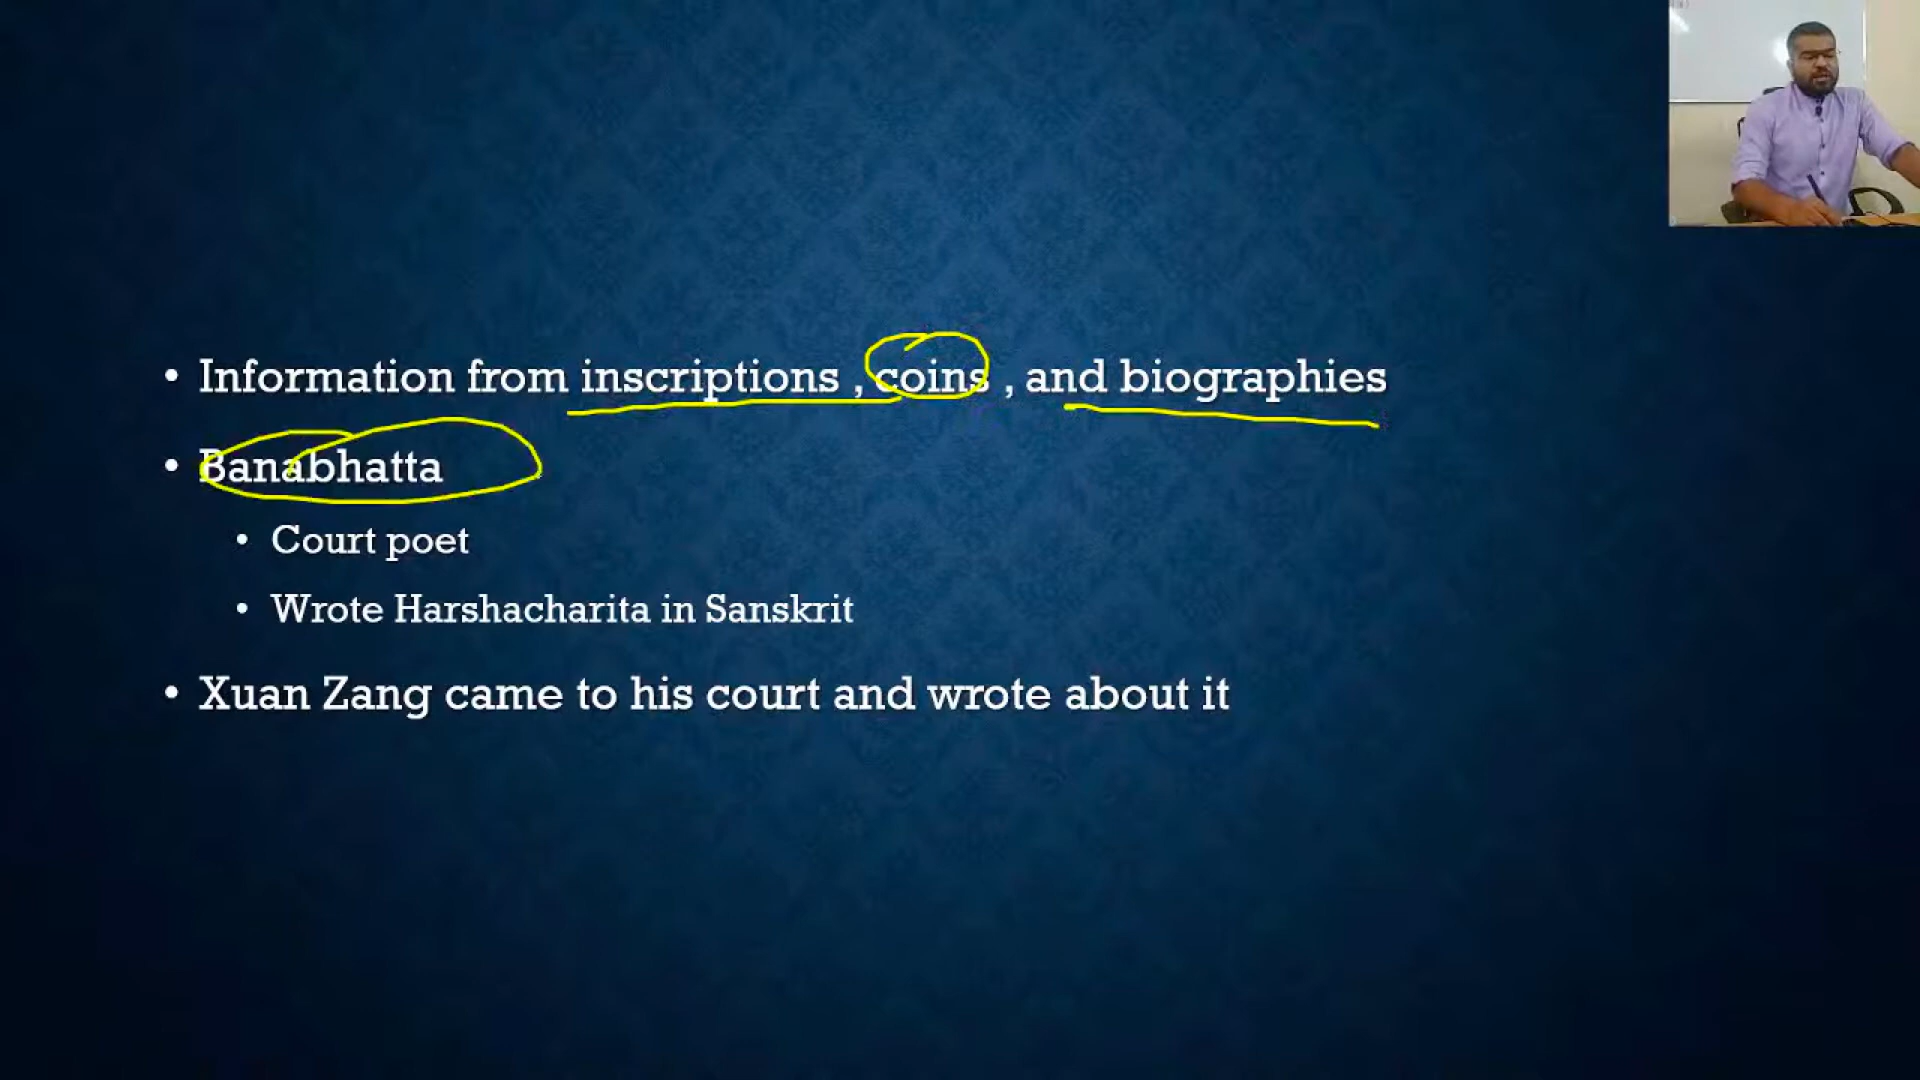 • Information from inscriptions , coins , and biographies
• Banabhatta
• Court poet
• Wrote Harshacharita in Sanskrit
• Xuan Zang came to his court and wrote about it